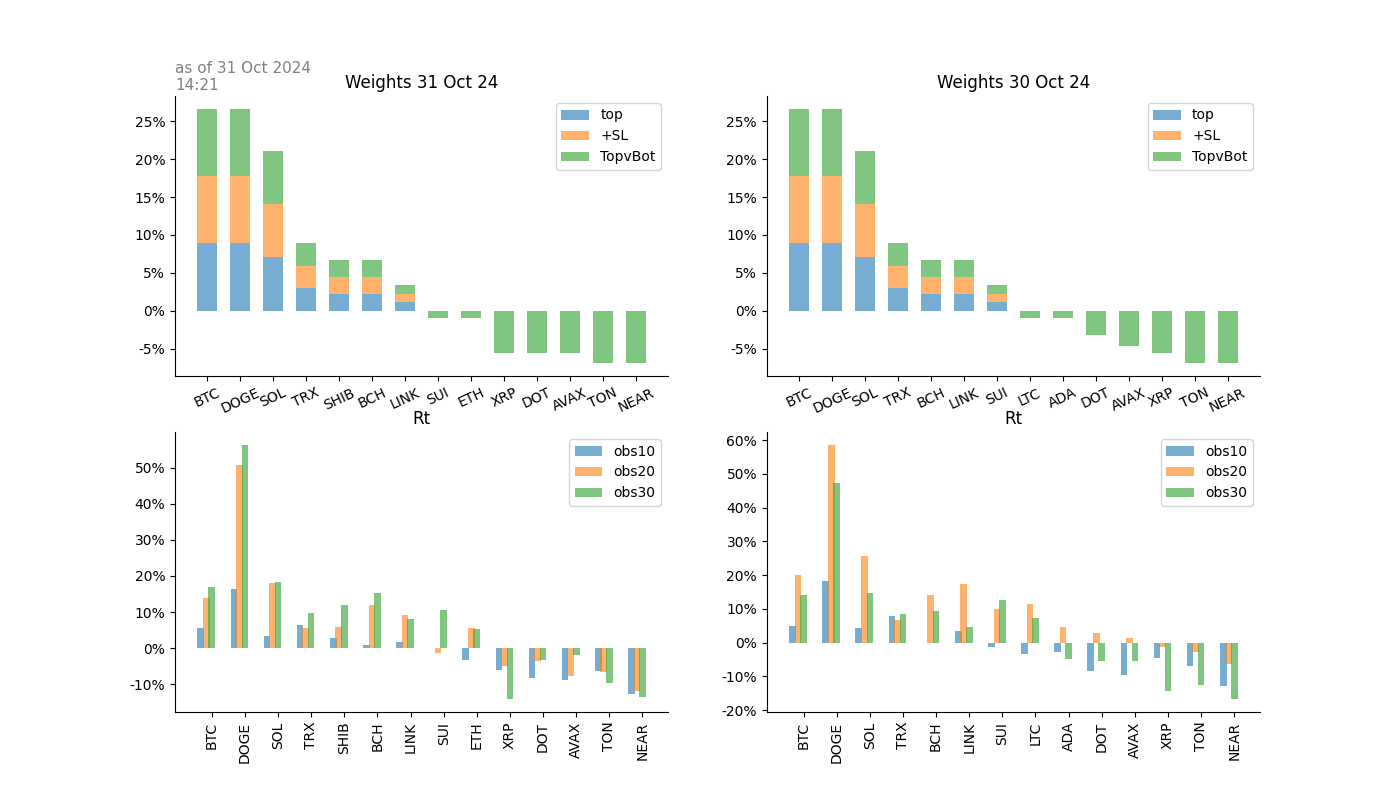 as of 31 Oct 2024
14:21
Weights 31 Oct 24
25%
20%
15%
10%
5%
0%
-5%
top
+SL
TopvBot
BTC DOGE SOL TRX SHIB BCH LINK SUI ETH XRP DOT AVAX TON NEAR
Weights 30 Oct 24
25%
20%
15%
10%
5%
0%
-5%
top
+SL
TopvBot
BTC DOGE SOL TRX BCH LINK SUI LTC ADA DOT AVAX XRP TON NEAR
Rt
50%
40%
30%
20%
10%
0%
-10%
obs10
obs20
obs30
BTC DOGE SOL TRX SHIB BCH LINK SUI ETH XRP DOT AVAX TON NEAR
Rt
60%
50%
40%
30%
20%
10%
0%
-10%
-20%
obs10
obs20
obs30
BTC DOGE SOL TRX BCH LINK SUI LTC ADA DOT AVAX XRP TON NEAR